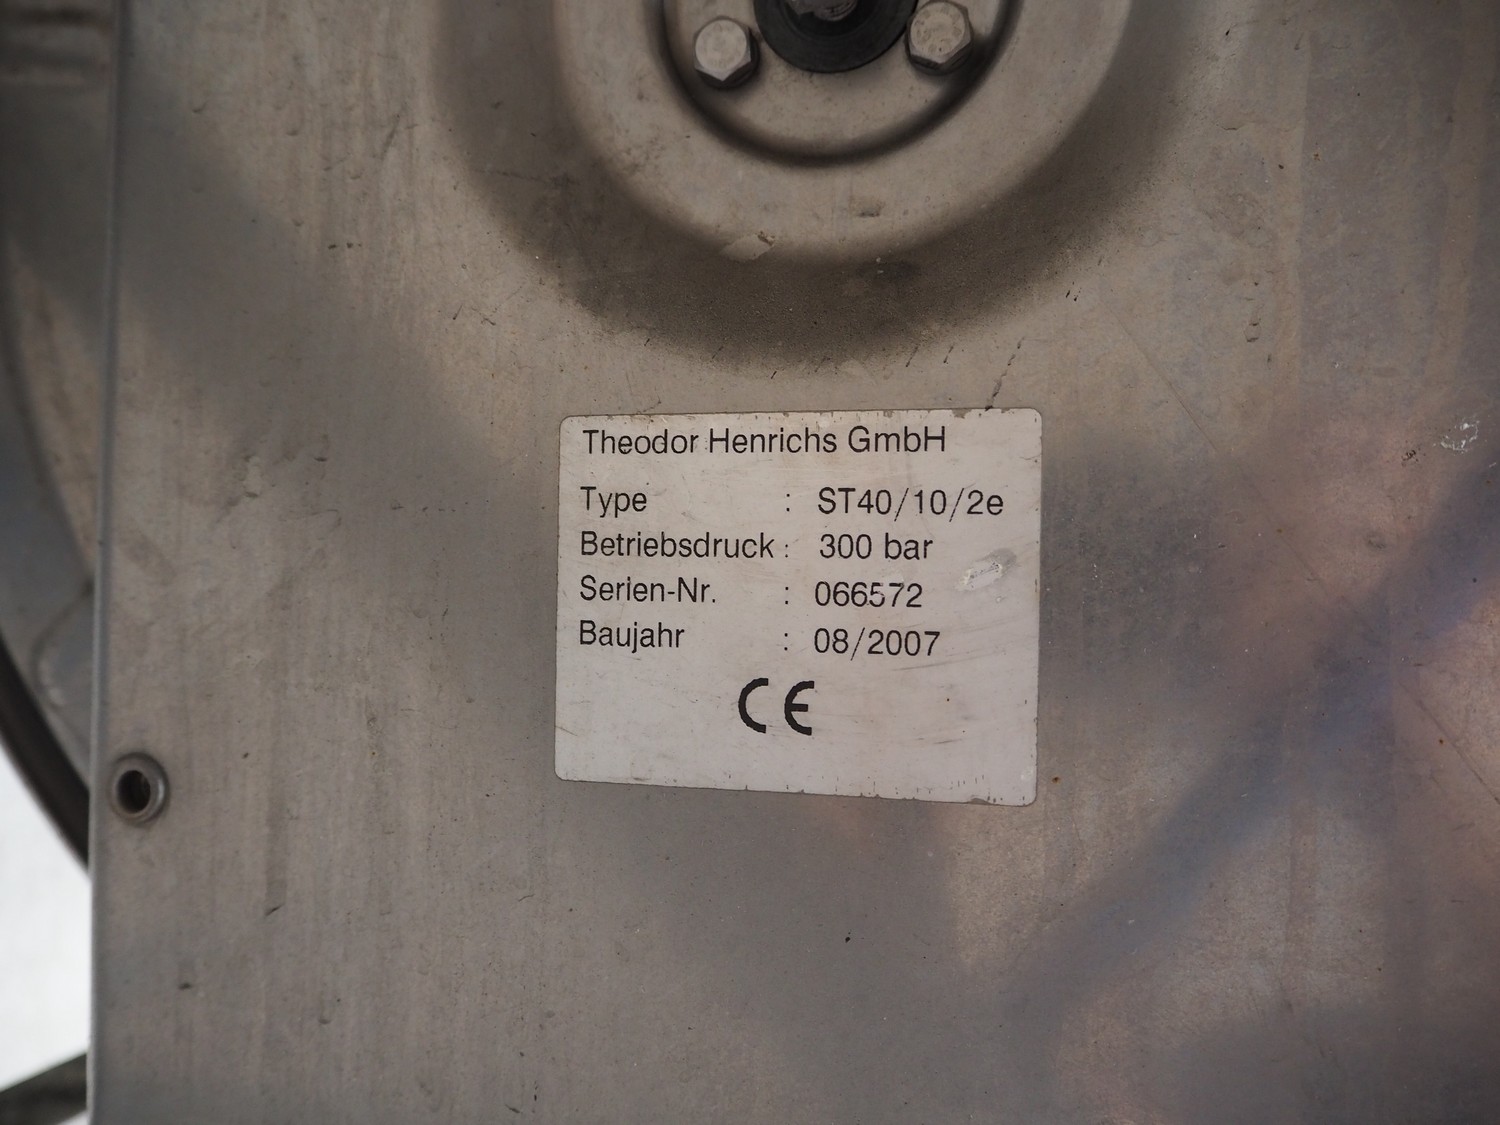 Theodor Henrichs GmbH
Type : ST40/10/2e
Betriebsdruck : 300 bar
Serien-Nr. : 066572
Baujahr : 08/2007
CE